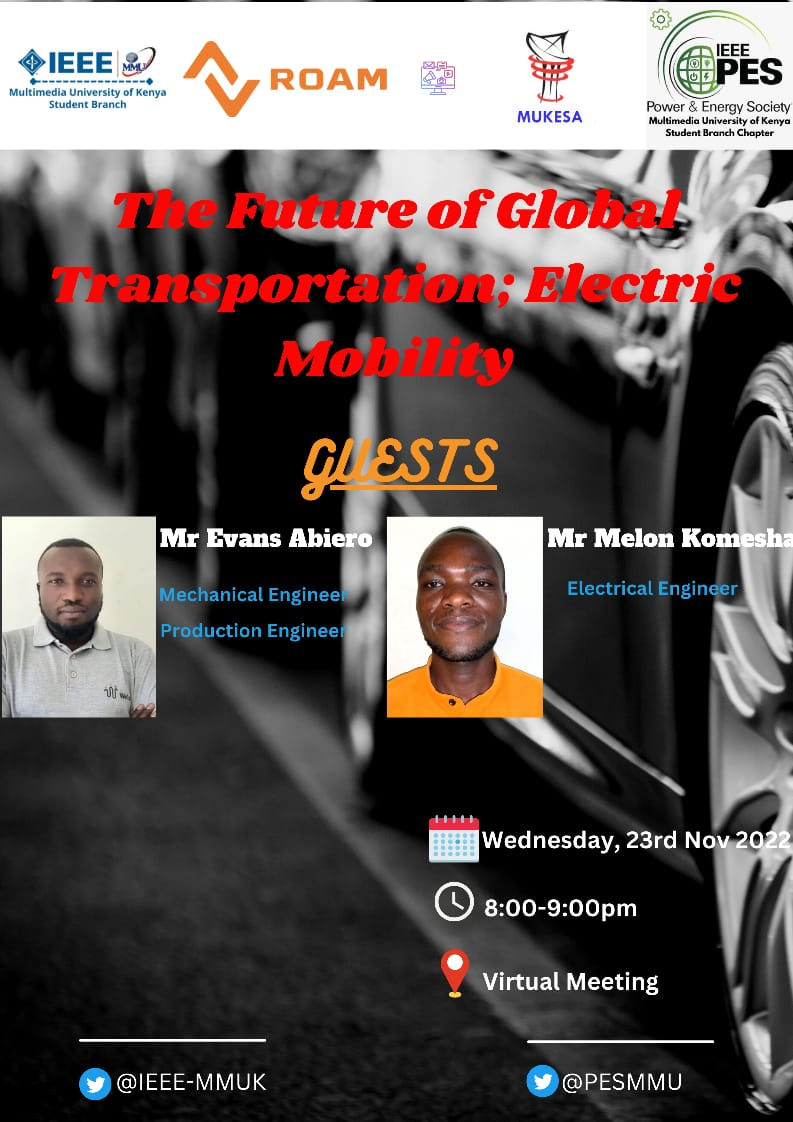 IEEE MMU
Multimedia University of Kenya
Student Branch
ROAM
MUKESA
IEEE
PES
Power & Energy Society
Multimedia University of Kenya
Student Branch Chapter
The Future of Global
Transportation; Electric
Mobility
GUESTS
Mr Evans Abiero
Mechanical Engineer
Production Engineer
Mr Melon Komesha
Electrical Engineer
Wednesday, 23rd Nov 2022
8:00-9:00pm
Virtual Meeting
@IEEE-MMUK
@PESMMU